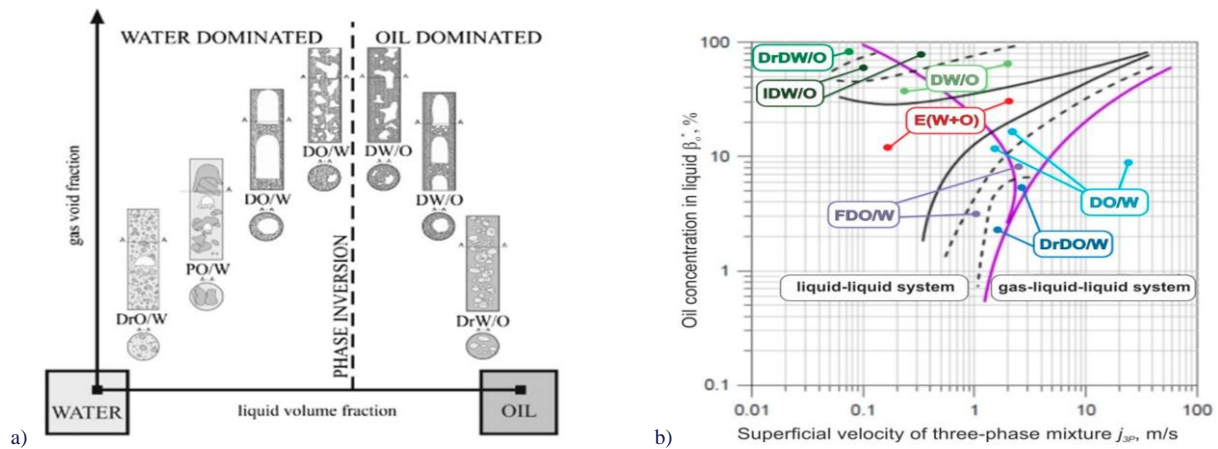 WATER DOMINATED
OIL DOMINATED
gas void fraction
DrO/W
A-A
PO/W
A-A
DO/W
A-A
DO/W
A-A
DW/O
A-A
DW/O
A-A
DrW/O
A-A
PHASE INVERSION
WATER
liquid volume fraction
OIL
a)
Oil concentration in liquid βₒ*, %
100
10
1
0.1
DrDW/O
IDW/O
DW/O
E(W+O)
FDO/W
DO/W
DrDO/W
liquid-liquid system
gas-liquid-liquid system
0.01
0.1
1
10
100
Superficial velocity of three-phase mixture j₃ₚ, m/s
b)